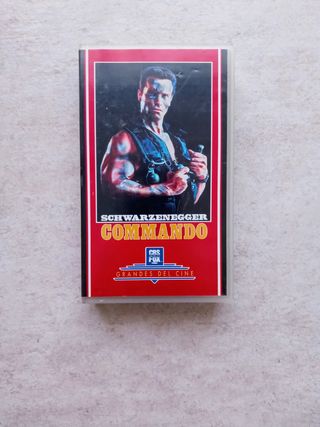 SCHWARZENEGGER
COMMANDO
CBS
FOX
GRANDES DEL CINE